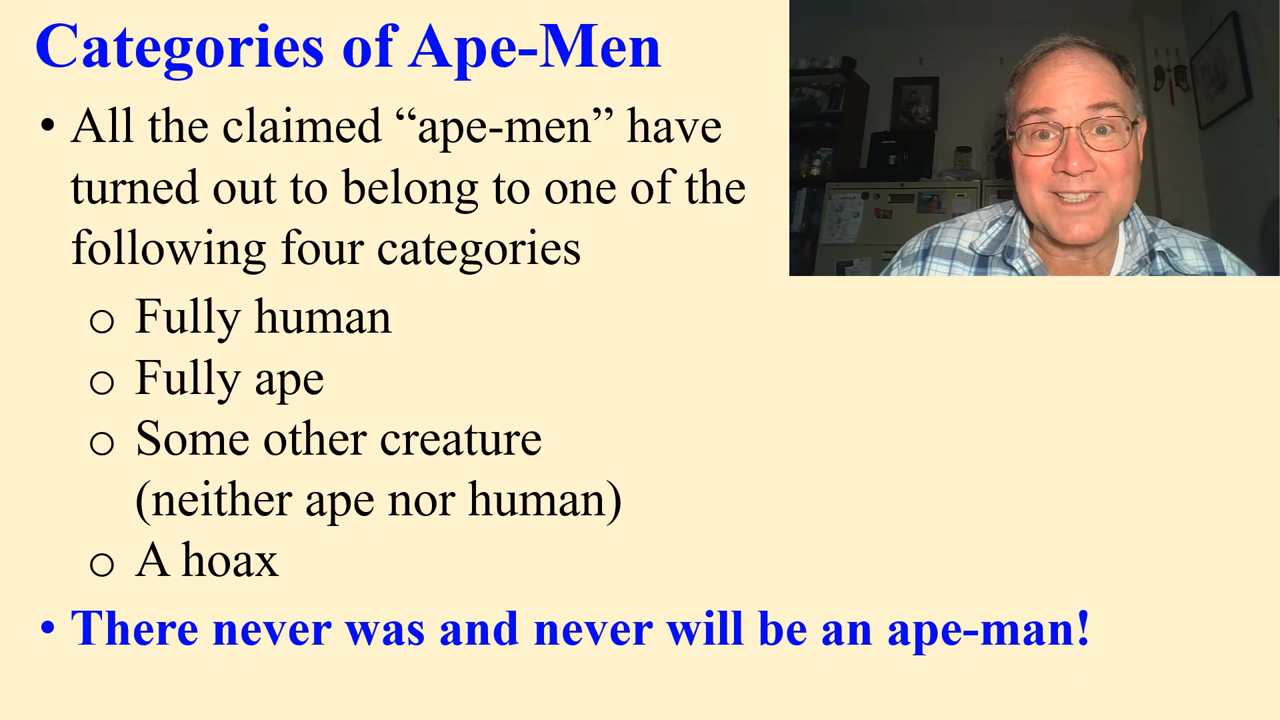 Categories of Ape-Men
• All the claimed “ape-men” have
turned out to belong to one of the
following four categories
o Fully human
o Fully ape
o Some other creature
(neither ape nor human)
o A hoax
• There never was and never will be an ape-man!